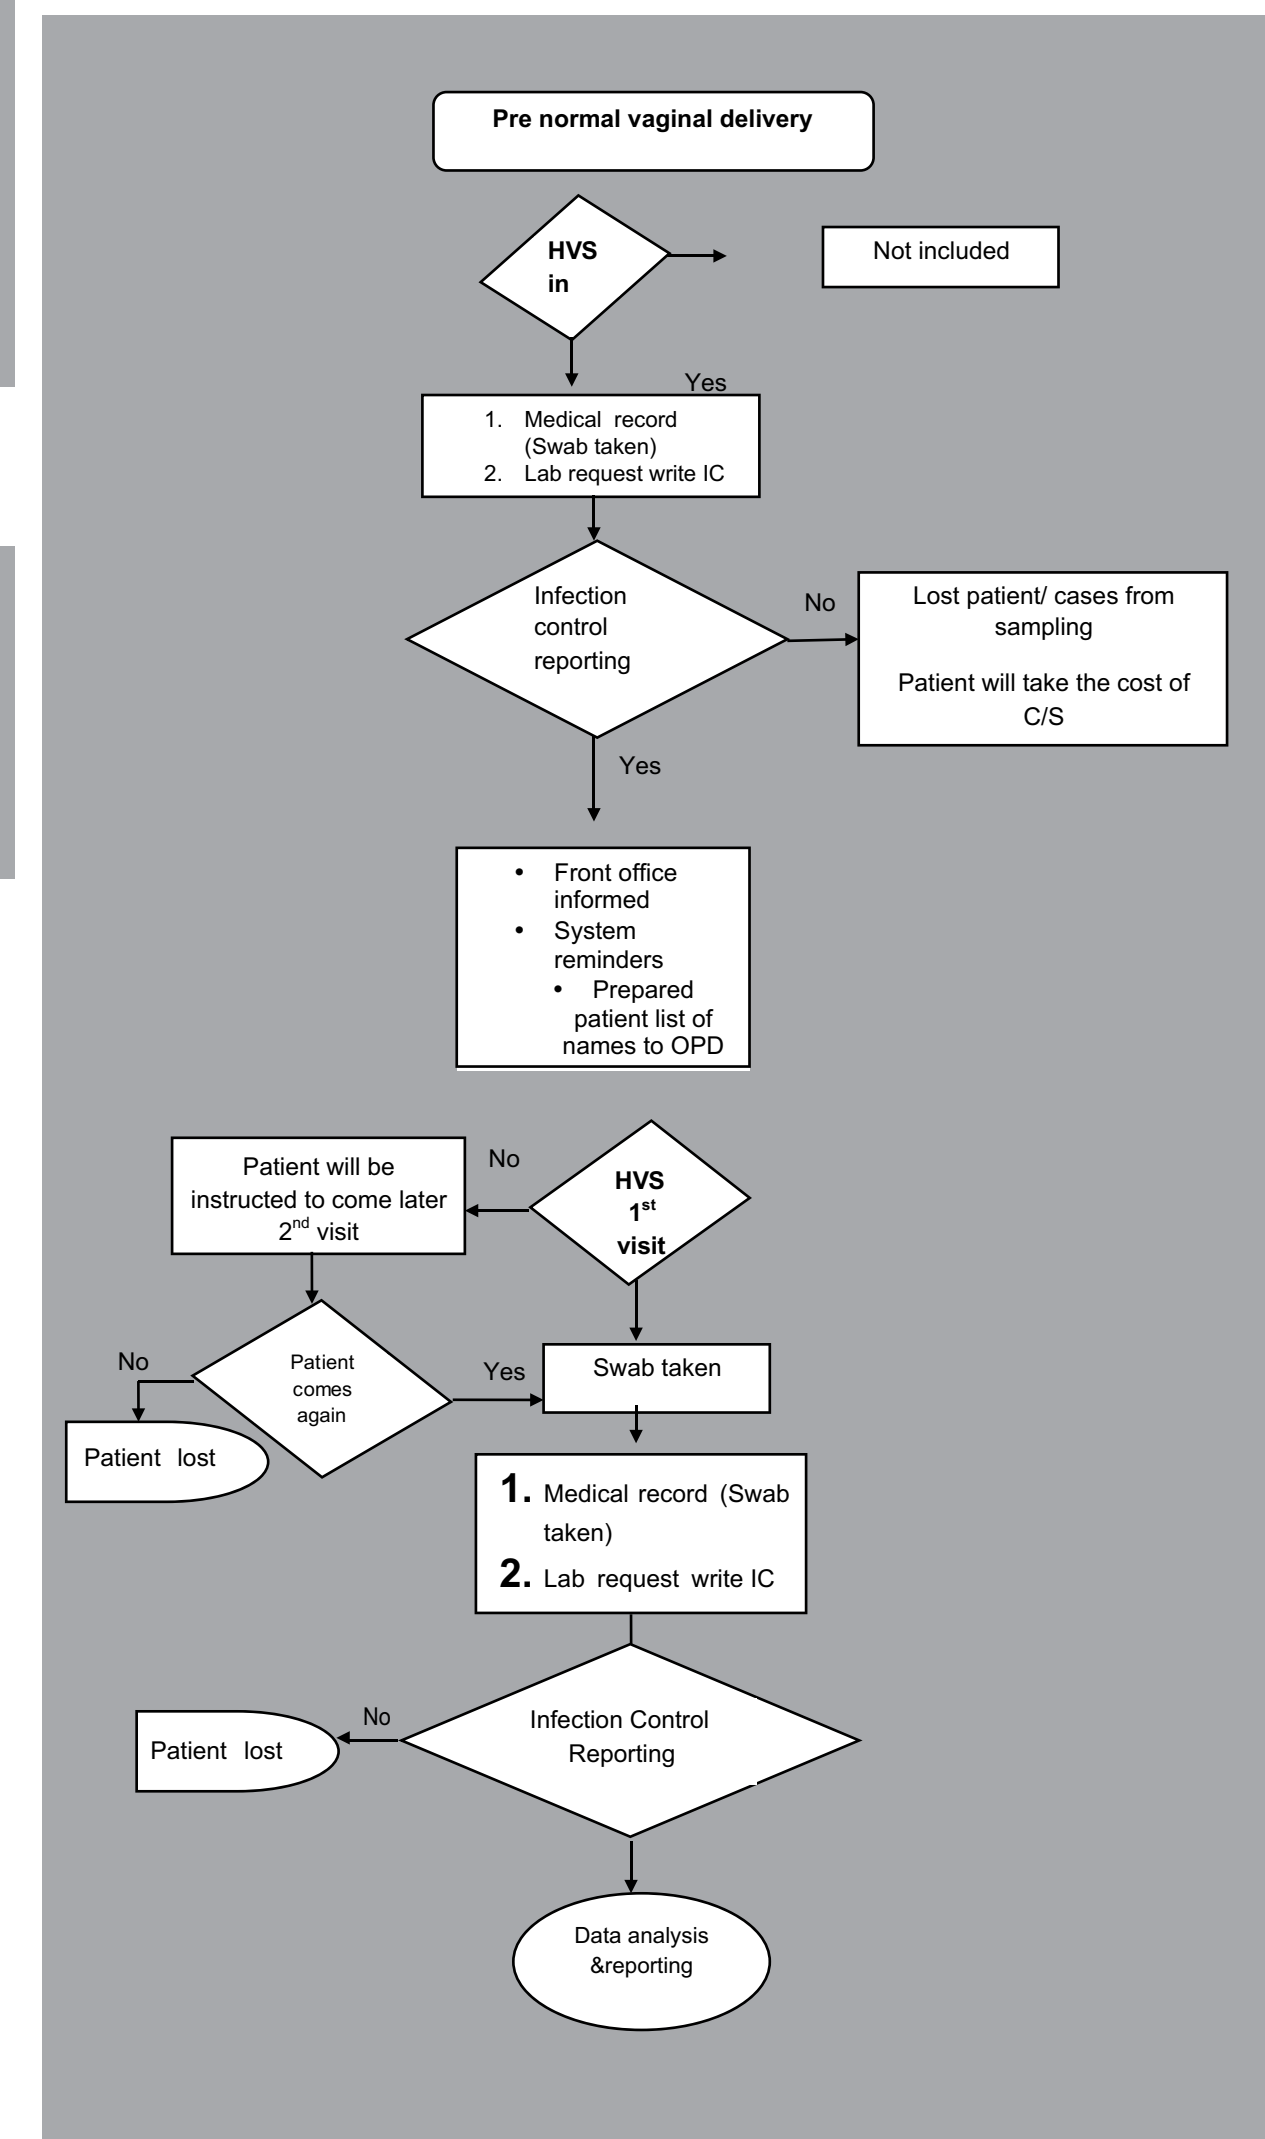 Pre normal vaginal delivery
HVS
in
Not included
Yes
1. Medical record
(Swab taken)
2. Lab request write IC
Infection
control
reporting
No
Lost patient/ cases from
sampling
Patient will take the cost of
C/S
Yes
• Front office
informed
• System
reminders
• Prepared
patient list of
names to OPD
Patient will be
instructed to come later
2nd visit
No
HVS
1st
visit
No
Patient
comes
again
Yes
Swab taken
Patient lost
1. Medical record (Swab
taken)
2. Lab request write IC
No
Infection Control
Reporting
Patient lost
Data analysis
&reporting